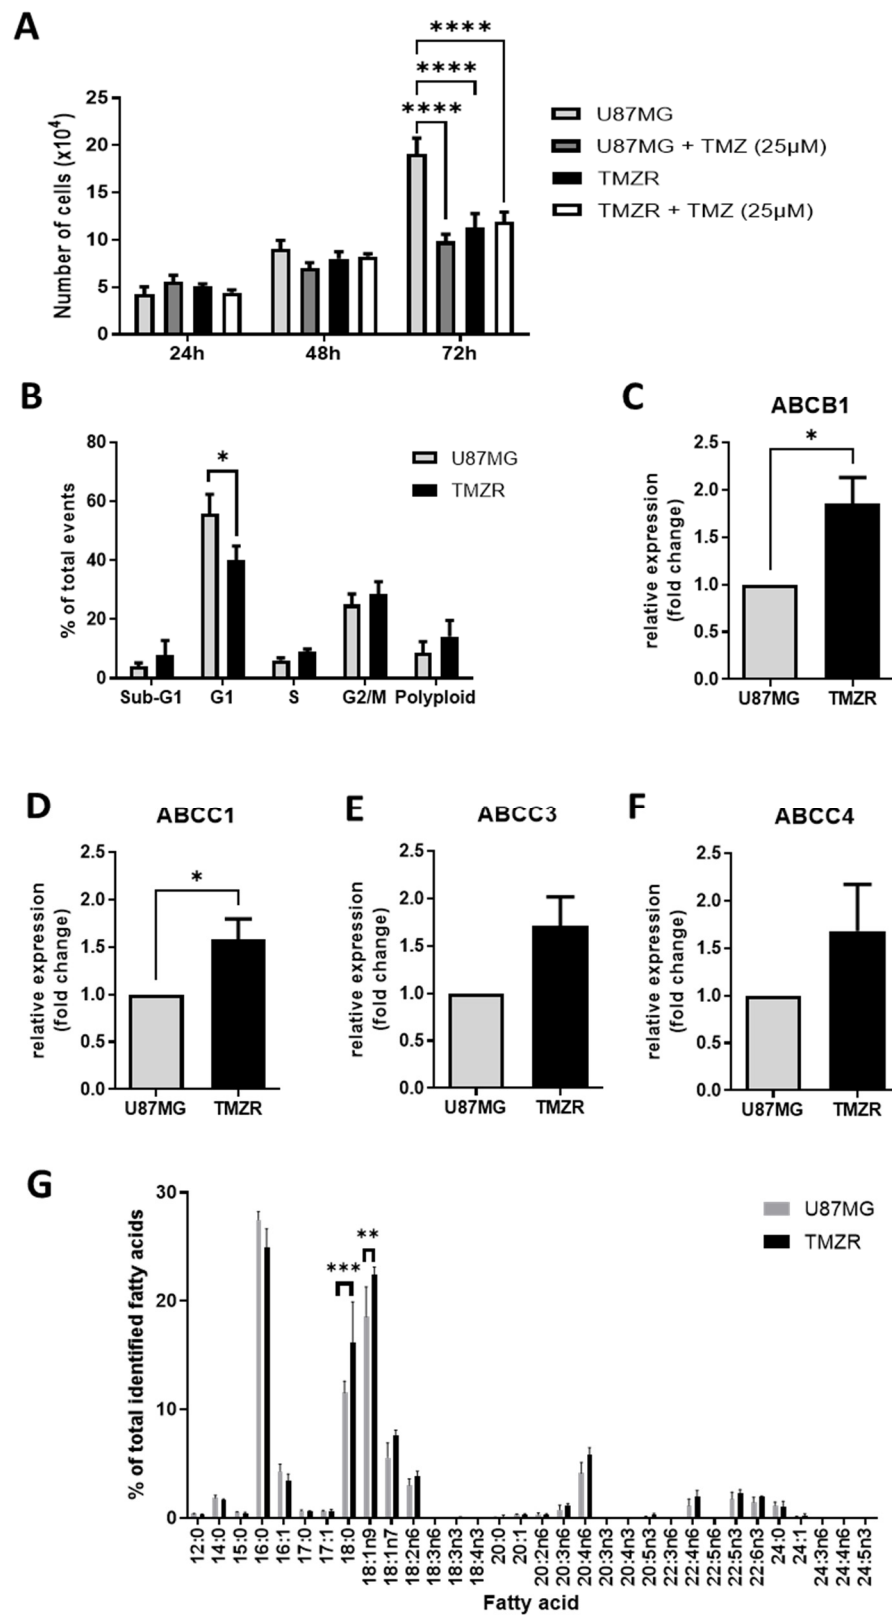 A
****
****
****
Number of cells (x10⁴)
25
20
15
10
5
0
24h 48h 72h
U87MG
U87MG + TMZ (25µM)
TMZR
TMZR + TMZ (25µM)
B
% of total events
80
60
40
20
0
*
U87MG
TMZR
Sub-G1 G1 S G2/M Polyploid
C
ABCB1
relative expression
(fold change)
2.5
2.0
1.5
1.0
0.5
0.0
*
U87MG TMZR
D
ABCC1
relative expression
(fold change)
2.5
2.0
1.5
1.0
0.5
0.0
*
U87MG TMZR
E
ABCC3
relative expression
(fold change)
2.5
2.0
1.5
1.0
0.5
0.0
U87MG TMZR
F
ABCC4
relative expression
(fold change)
2.5
2.0
1.5
1.0
0.5
0.0
U87MG TMZR
G
% of total identified fatty acids
30
20
10
0
***
**
U87MG
TMZR
12:0
14:0
15:0
16:0
16:1
17:0
17:1
18:0
18:1n9
18:1n7
18:2n6
18:3n6
18:3n3
18:4n3
20:0
20:1
20:2n6
20:3n6
20:4n6
20:3n3
20:4n3
20:5n3
22:4n6
22:5n6
22:5n3
22:6n3
24:0
24:1
24:3n6
24:4n6
24:5n3
Fatty acid